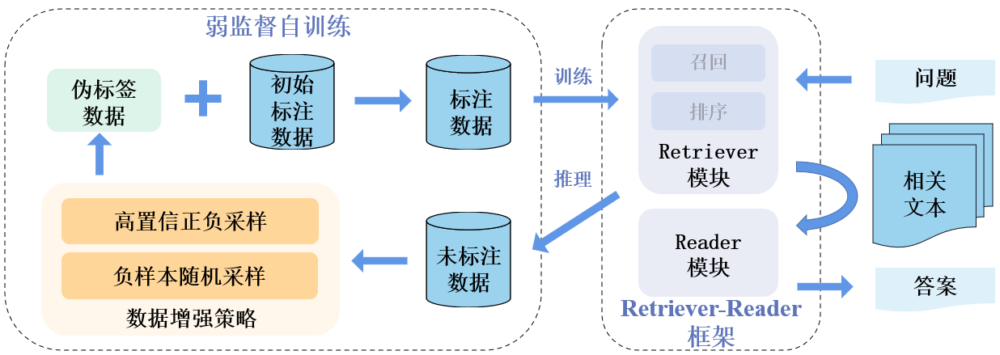 弱监督自训练
伪标签
数据
初始
标注
数据
标注
数据
高置信正负采样
负样本随机采样
数据增强策略
未标注
数据
训练
推理
召回
排序
Retriever
模块
Reader
模块
Retriever-Reader
框架
问题
相关
文本
答案